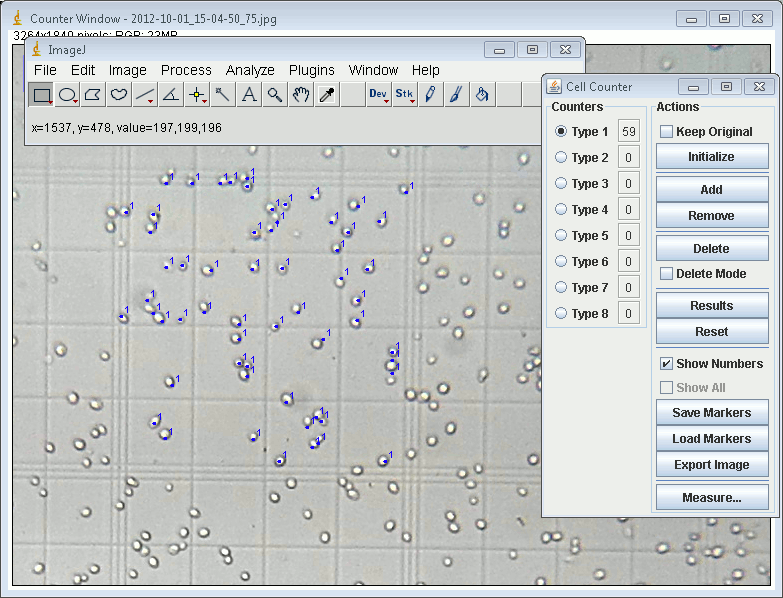 Counter Window - 2012-10-01_15-04-50_75.jpg
3264x1840 pixels; RGB; 23MB
ImageJ
File Edit Image Process Analyze Plugins Window Help
Dev Stk
x=1537, y=478, value=197,199,196
Cell Counter
Counters
Type 1 59
Type 2 0
Type 3 0
Type 4 0
Type 5 0
Type 6 0
Type 7 0
Type 8 0
Actions
Keep Original
Initialize
Add
Remove
Delete
Delete Mode
Results
Reset
Show Numbers
Show All
Save Markers
Load Markers
Export Image
Measure...